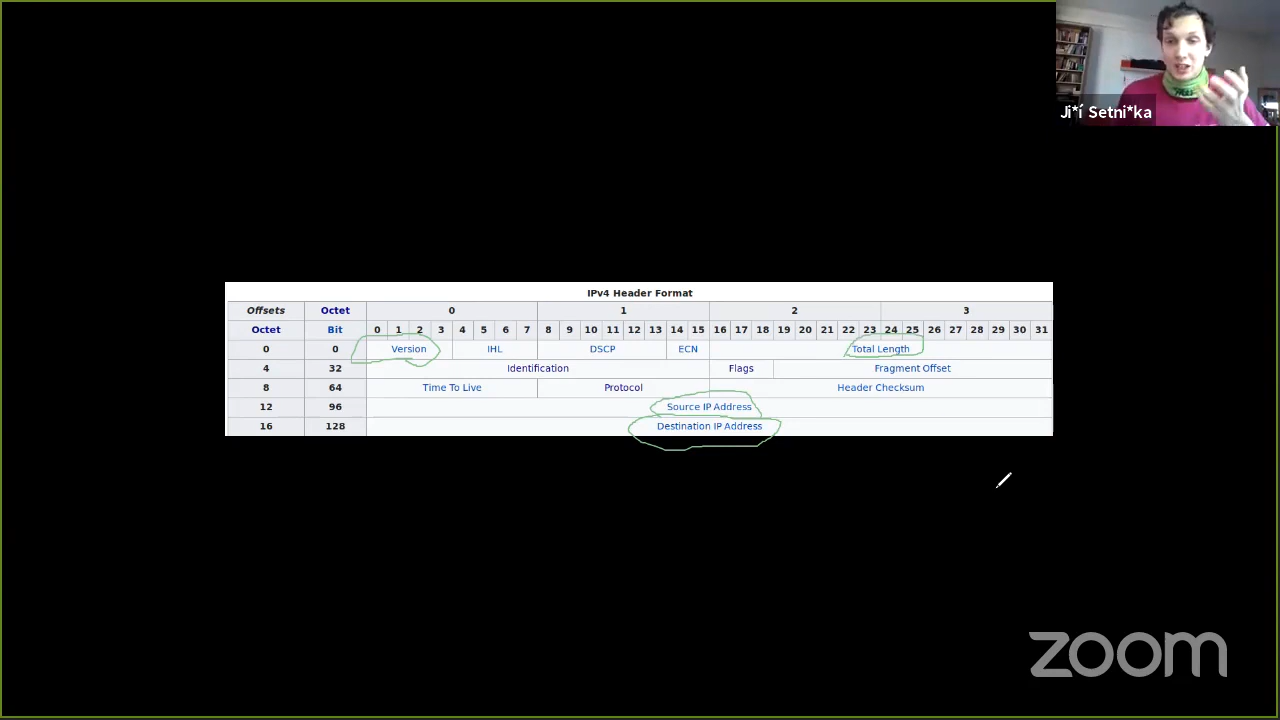 Ji*í Setni*ka
IPv4 Header Format
Offsets Octet 0 1 2 3
Octet Bit 0 1 2 3 4 5 6 7 8 9 10 11 12 13 14 15 16 17 18 19 20 21 22 23 24 25 26 27 28 29 30 31
0 0 Version IHL DSCP ECN Total Length
4 32 Identification Flags Fragment Offset
8 64 Time To Live Protocol Header Checksum
12 96 Source IP Address
16 128 Destination IP Address
zoom